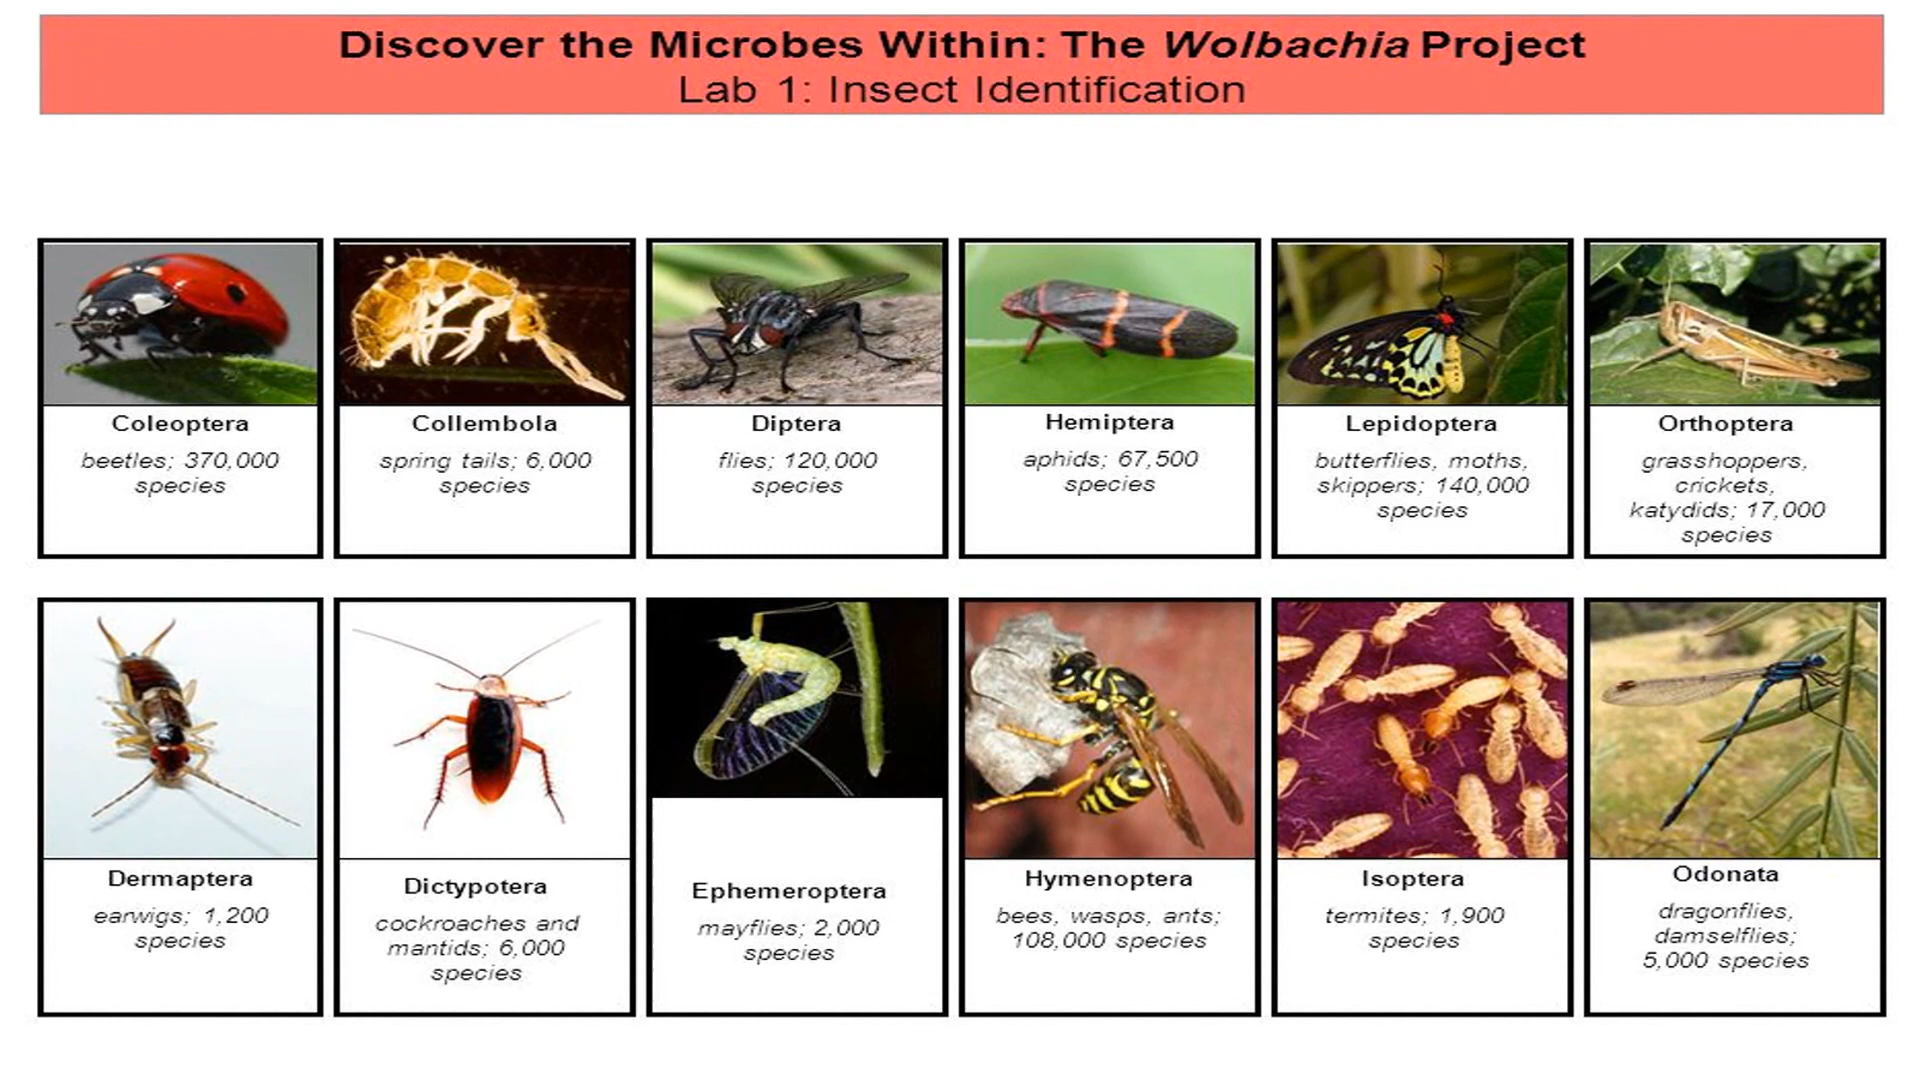 Discover the Microbes Within: The Wolbachia Project
Lab 1: Insect Identification
Coleoptera
beetles; 370,000
species
Collembola
spring tails; 6,000
species
Diptera
flies; 120,000
species
Hemiptera
aphids; 67,500
species
Lepidoptera
butterflies, moths,
skippers; 140,000
species
Orthoptera
grasshoppers,
crickets,
katydids; 17,000
species
Dermaptera
earwigs; 1,200
species
Dictypotera
cockroaches and
mantids; 6,000
species
Ephemeroptera
mayflies; 2,000
species
Hymenoptera
bees, wasps, ants;
108,000 species
Isoptera
termites; 1,900
species
Odonata
dragonflies,
damselflies;
5,000 species